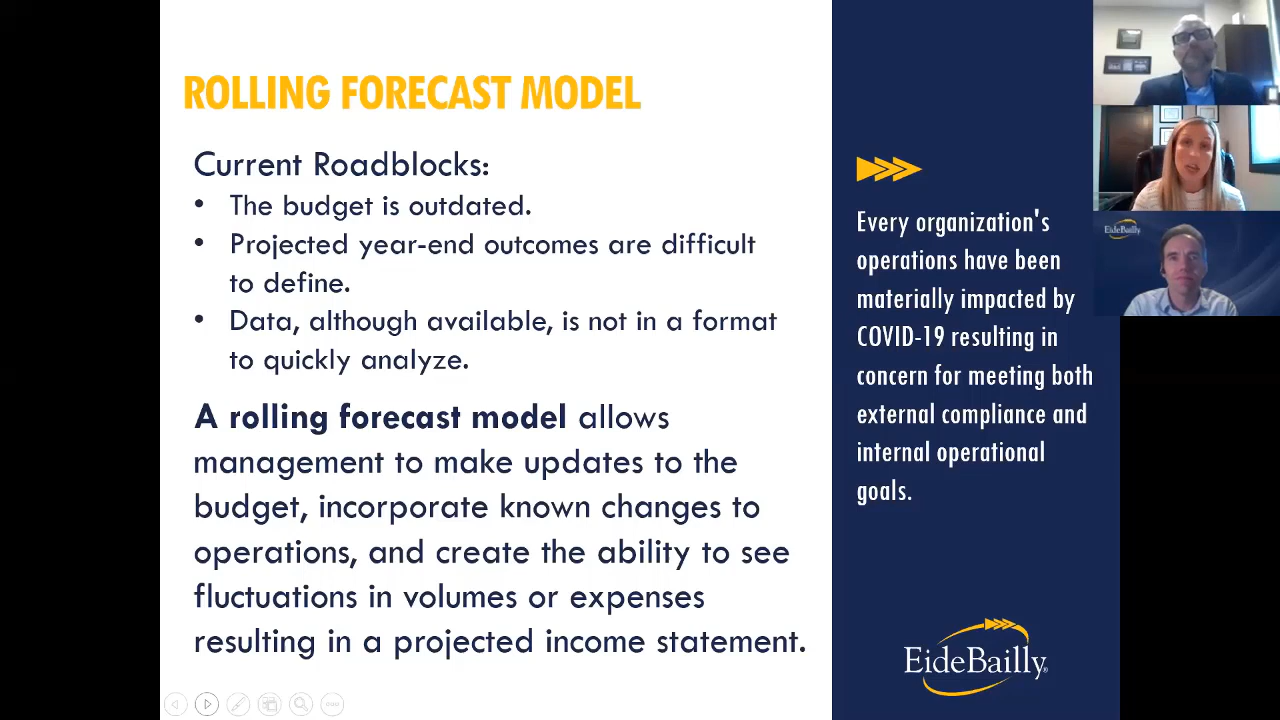 ROLLING FORECAST MODEL
Current Roadblocks:
• The budget is outdated.
• Projected year-end outcomes are difficult
to define.
• Data, although available, is not in a format
to quickly analyze.
A rolling forecast model allows
management to make updates to the
budget, incorporate known changes to
operations, and create the ability to see
fluctuations in volumes or expenses
resulting in a projected income statement.
Every organization's
operations have been
materially impacted by
COVID-19 resulting in
concern for meeting both
external compliance and
internal operational
goals.
EideBailly®
EideBailly